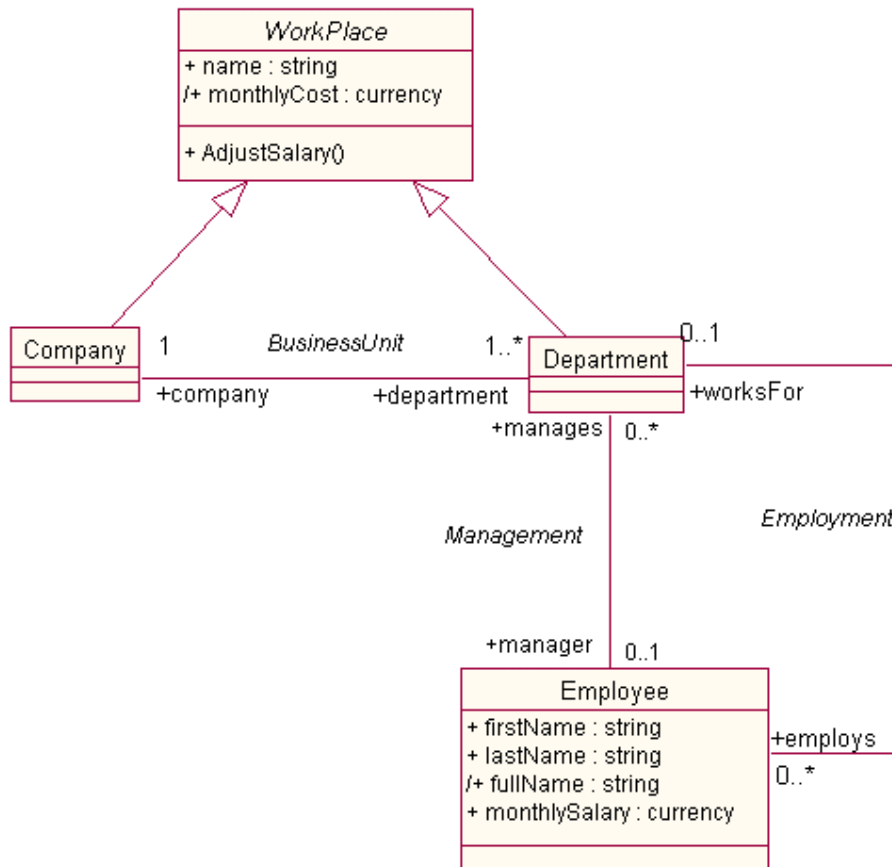 WorkPlace
+ name : string
/+ monthlyCost : currency
+ AdjustSalary()
Company
1
BusinessUnit
1..*
+company
+department
Department
0..1
+worksFor
+manages
0..*
Management
Employment
+manager
0..1
Employee
+ firstName : string
+ lastName : string
/+ fullName : string
+ monthlySalary : currency
+employs
0..*